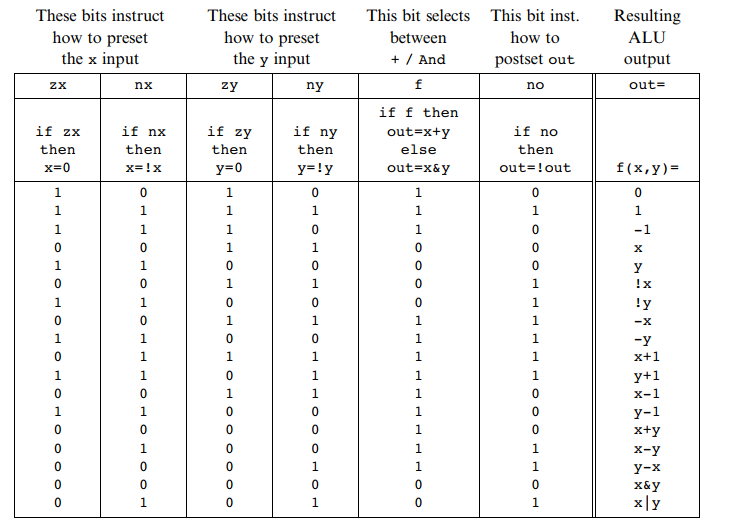 These bits instruct These bits instruct This bit selects This bit inst. Resulting
how to preset how to preset between how to ALU
the x input the y input + / And postset out output
zx nx zy ny f no out=
if f then
if zx if nx if zy if ny out=x+y if no
then then then then else then
x=0 x=!x y=0 y=!y out=x&y out=!out f(x,y)=
1 0 1 0 1 0 0
1 1 1 1 1 1 1
1 1 1 0 1 0 -1
0 0 1 1 0 0 x
1 1 0 0 0 0 y
0 0 1 1 0 1 !x
1 1 0 0 0 1 !y
0 0 1 1 1 1 -x
1 1 0 0 1 1 -y
0 1 1 1 1 1 x+1
1 1 0 1 1 1 y+1
0 0 1 1 1 0 x-1
1 1 0 0 1 0 y-1
0 0 0 0 1 0 x+y
0 1 0 0 1 1 x-y
0 0 0 1 1 1 y-x
0 0 0 0 0 0 x&y
0 1 0 1 0 1 x|y